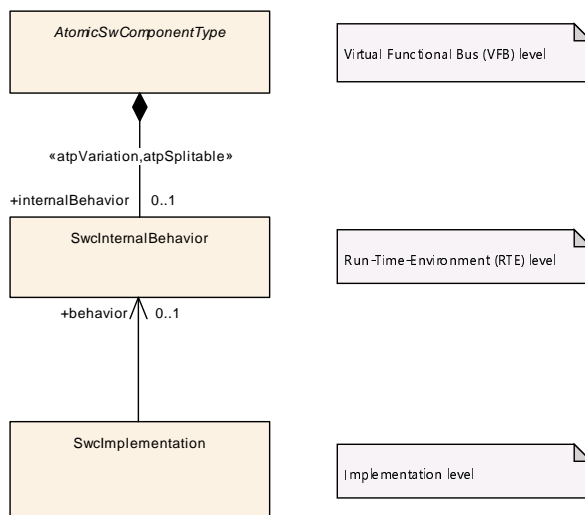 AtomicSwComponentType
Virtual Functional Bus (VFB) level
«atpVariation,atpSplitable»
+internalBehavior 0..1
SwcInternalBehavior
Run-Time-Environment (RTE) level
+behavior 0..1
SwcImplementation
Implementation level